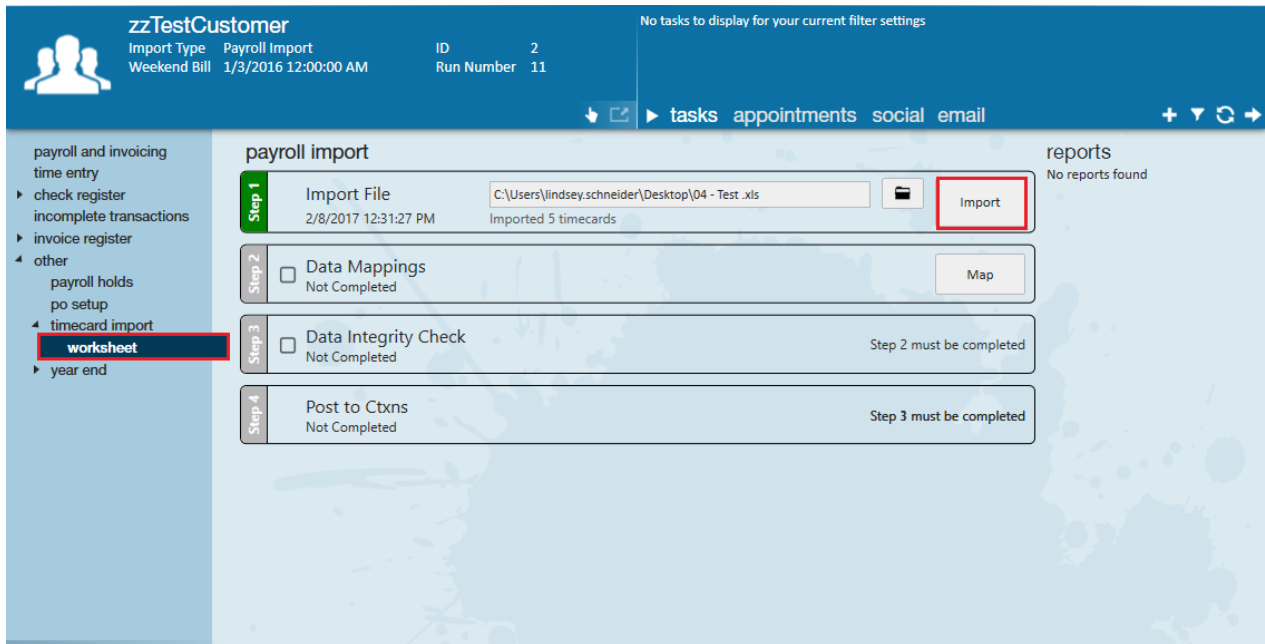 zzTestCustomer
Import Type Payroll Import ID 2
Weekend Bill 1/3/2016 12:00:00 AM Run Number 11
No tasks to display for your current filter settings
tasks appointments social email
payroll and invoicing
time entry
check register
incomplete transactions
invoice register
other
payroll holds
po setup
timecard import
worksheet
year end
payroll import
Step 1
Import File
C:\Users\lindsey.schneider\Desktop\04 - Test .xls
Import
2/8/2017 12:31:27 PM
Imported 5 timecards
Step 2
Data Mappings
Not Completed
Map
Step 3
Data Integrity Check
Not Completed
Step 2 must be completed
Step 4
Post to Ctxns
Not Completed
Step 3 must be completed
reports
No reports found